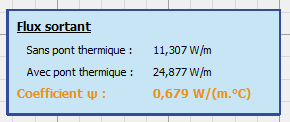 Flux sortant
Sans pont thermique : 11,307 W/m
Avec pont thermique : 24,877 W/m
Coefficient ψ : 0,679 W/(m.°C)